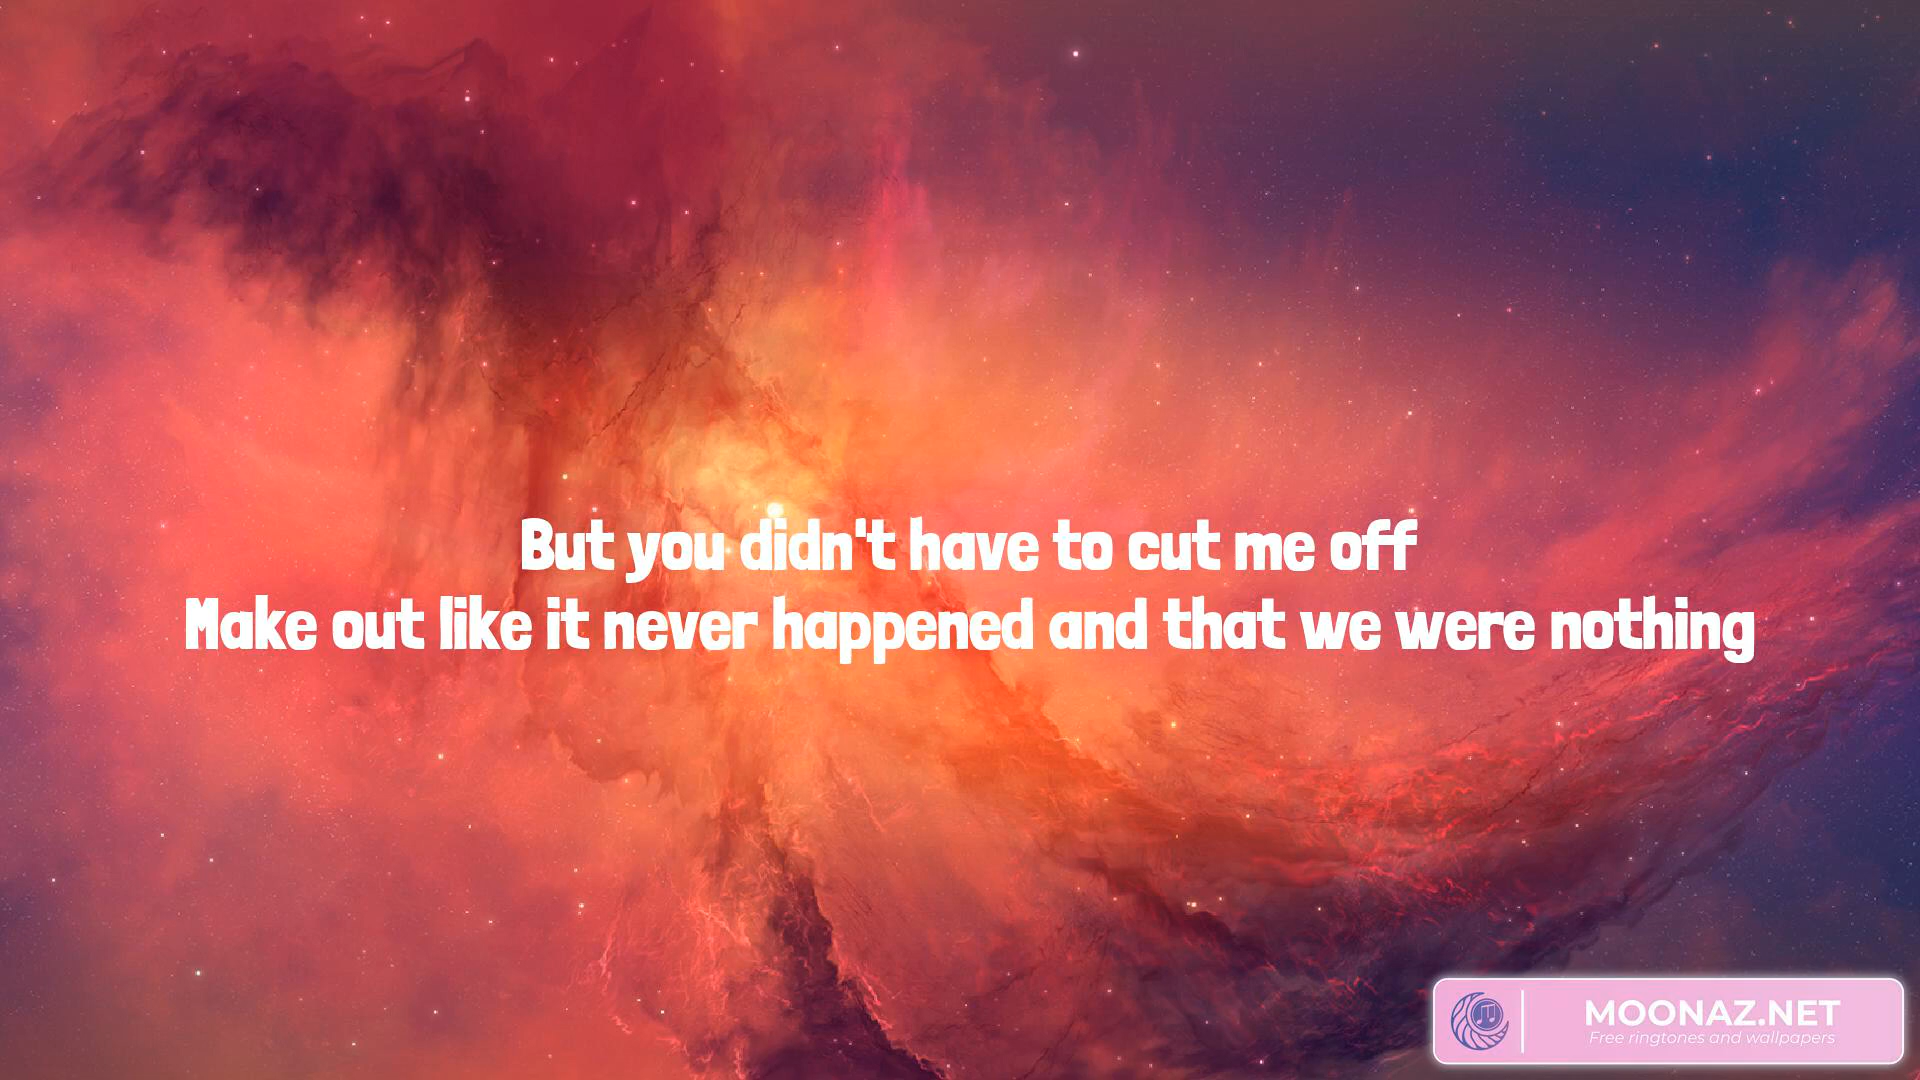 But you didn't have to cut me off
Make out like it never happened and that we were nothing
MOONAZ.NET
Free ringtones and wallpapers